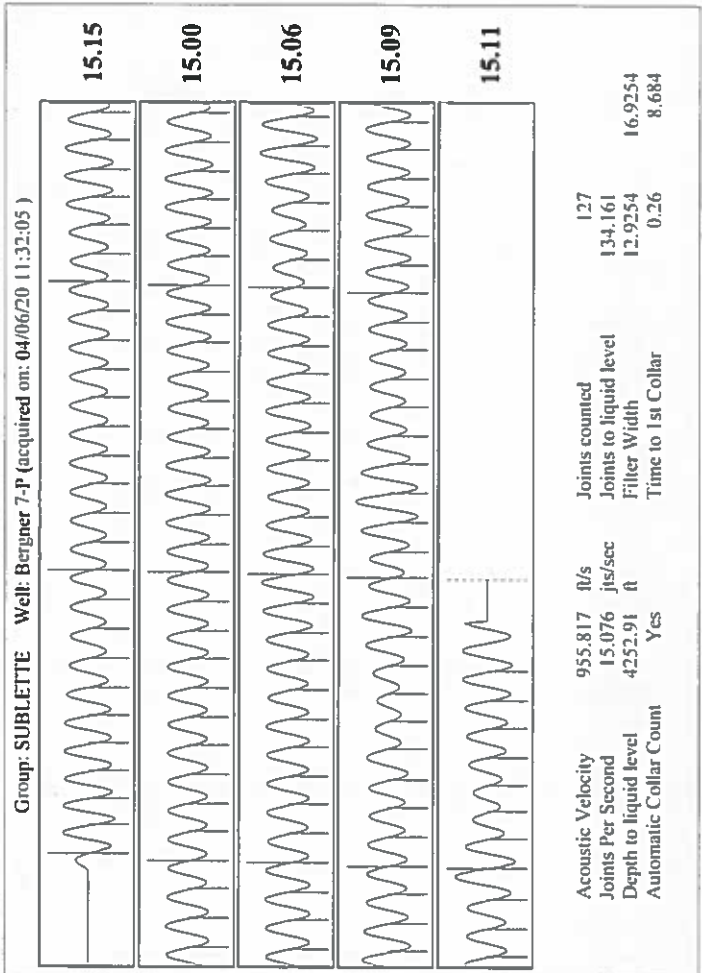 Group: SUBLETTE Well: Bergner 7-P (acquired on: 04/06/20 11:32:05 )
15.15
15.00
15.06
15.09
15.11
Acoustic Velocity 955.817 ft/s Joints counted 127
Joints Per Second 15.076 jts/sec Joints to liquid level 134.161
Depth to liquid level 4252.91 ft Filter Width 12.9254 16.9254
Automatic Collar Count Yes Time to 1st Collar 0.26 8.684